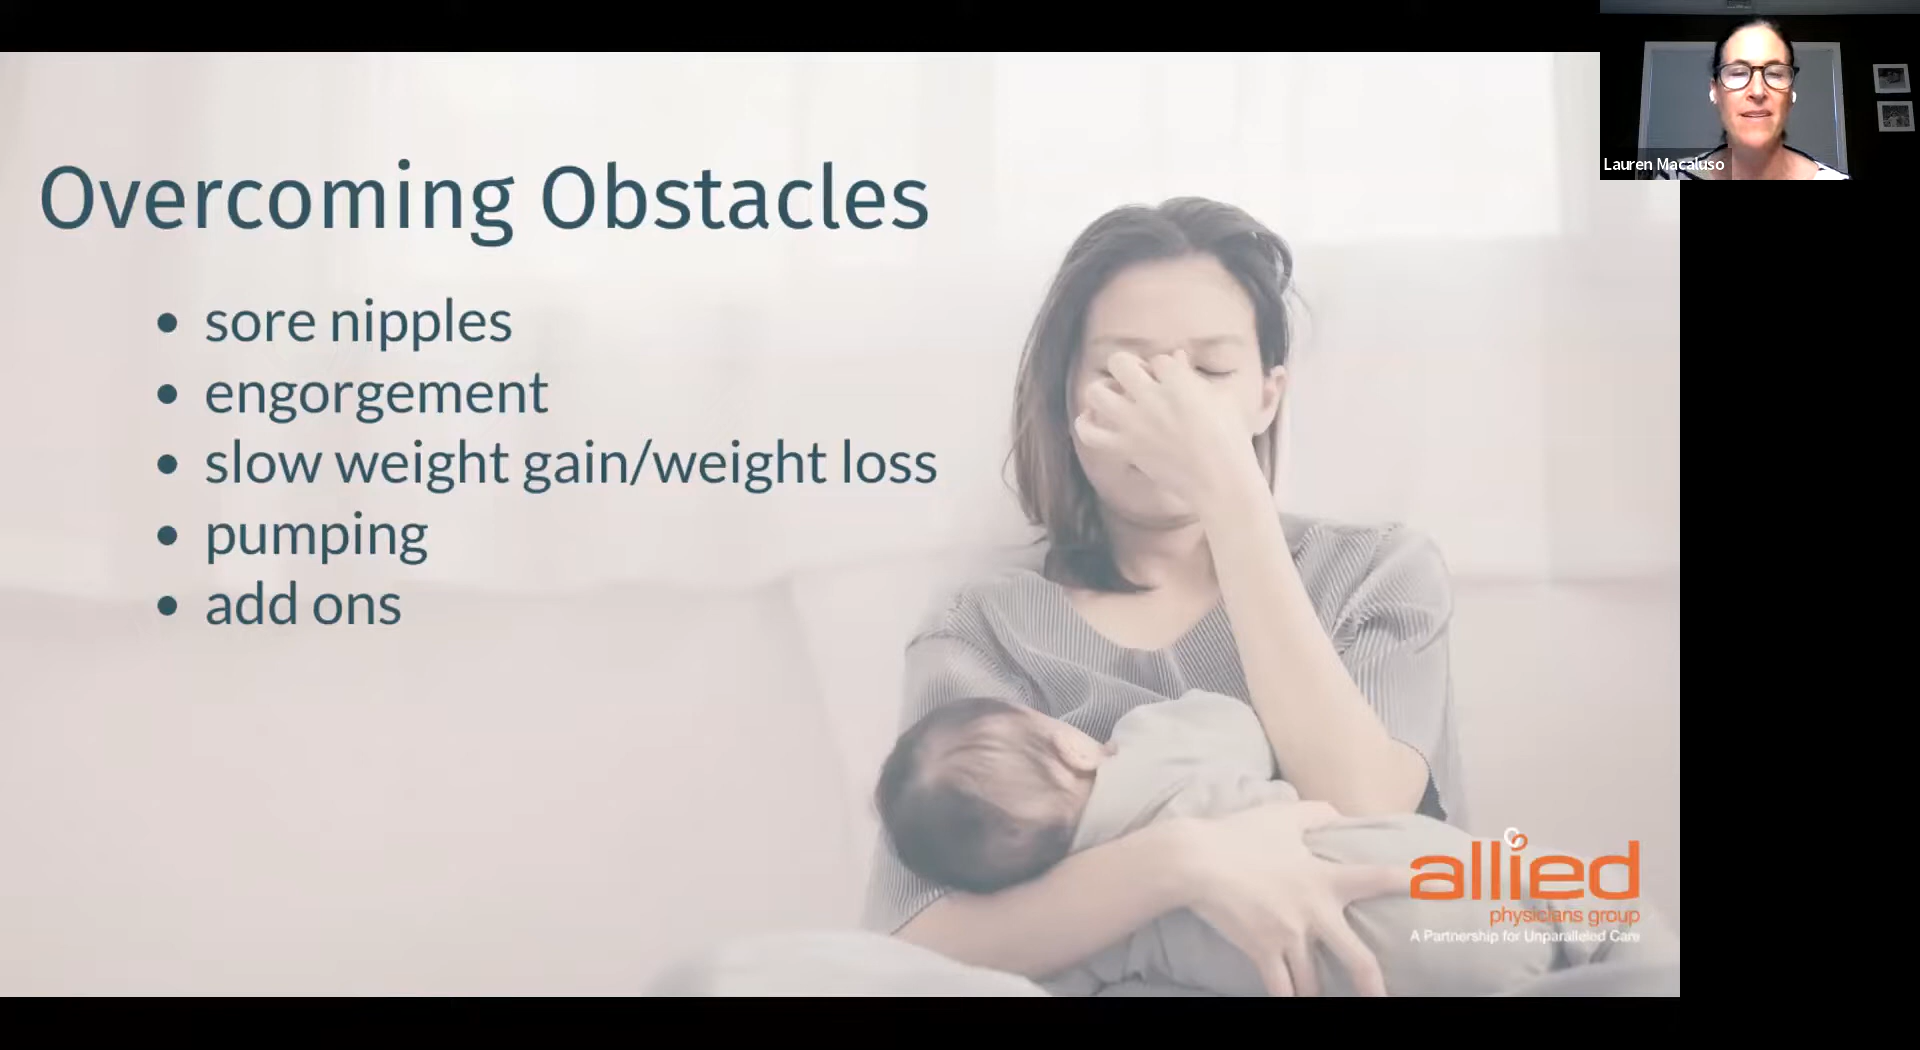 Overcoming Obstacles
• sore nipples
• engorgement
• slow weight gain/weight loss
• pumping
• add ons
Lauren Macaluso
allied
physicians group
A Partnership for Unparalleled Care